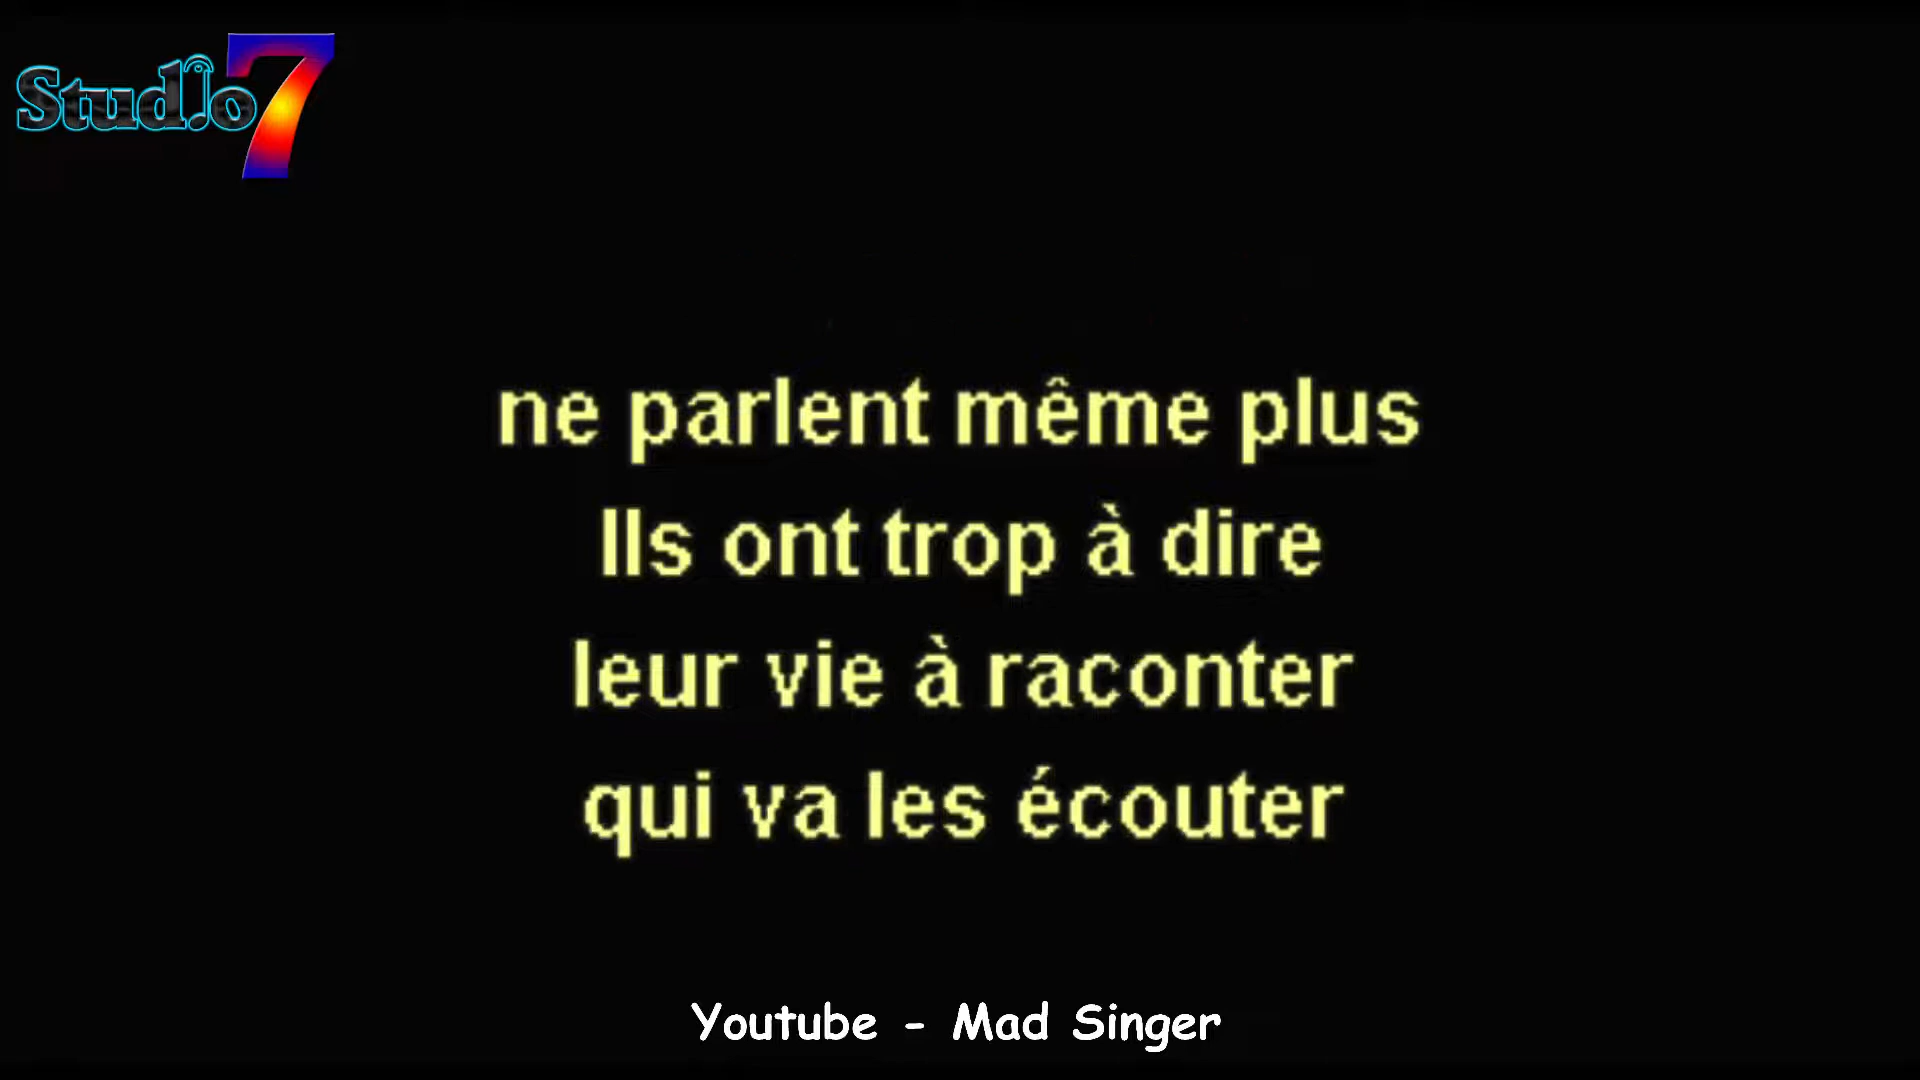 Studio7
ne parlent même plus
Ils ont trop à dire
leur vie à raconter
qui va les écouter
Youtube - Mad Singer